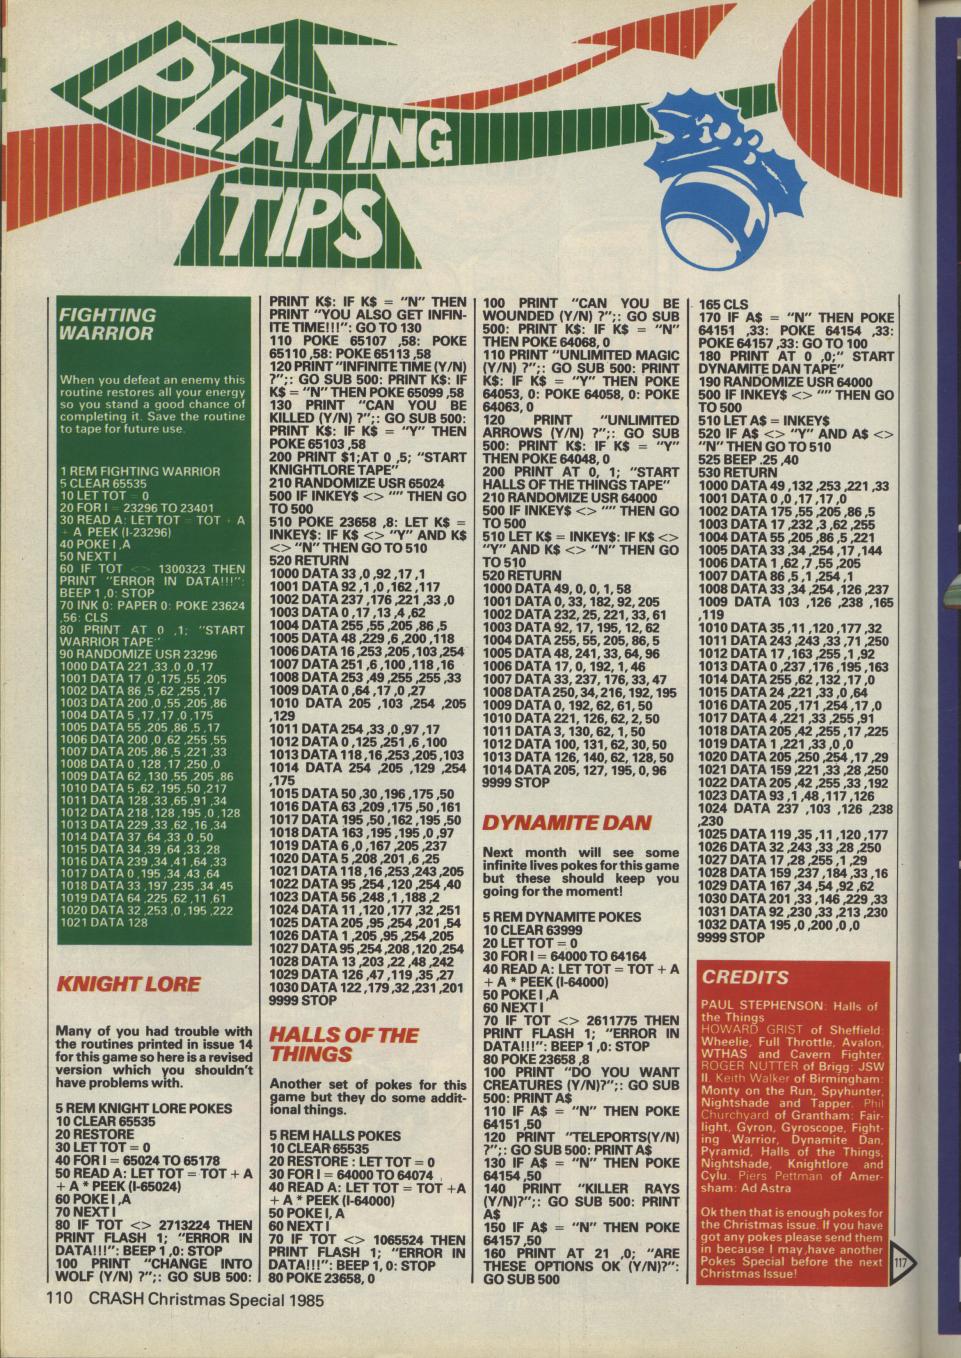 PLAYING
TIPS
FIGHTING
WARRIOR
When you defeat an enemy this
routine restores all your energy
so you stand a good chance of
completing it. Save the routine
to tape for future use.
1 REM FIGHTING WARRIOR
5 CLEAR 65535
10 LET TOT = 0
20 FOR I = 23296 TO 23401
30 READ A: LET TOT = TOT + A
+ A PEEK (I-23296)
40 POKE I ,A
50 NEXT I
60 IF TOT <> 1300323 THEN
PRINT "ERROR IN DATA!!!":
BEEP 1 ,0: STOP
70 INK 0: PAPER 0: POKE 23624
,56: CLS
80 PRINT AT 0 ,1; "START
WARRIOR TAPE"
90 RANDOMIZE USR 23296
1000 DATA 221 ,33 ,0 ,0 ,17
1001 DATA 17 ,0 ,175 ,55 ,205
1002 DATA 86 ,5 ,62 ,255 ,17
1003 DATA 200 ,0 ,55 ,205 ,86
1004 DATA 5 ,17 ,17 ,0 ,175
1005 DATA 55 ,205 ,86 ,5 ,17
1006 DATA 200 ,0 ,62 ,255 ,55
1007 DATA 205 ,86 ,5 ,221 ,33
1008 DATA 0 ,128 ,17 ,250 ,0
1009 DATA 62 ,130 ,55 ,205 ,86
1010 DATA 5 ,62 ,195 ,50 ,217
1011 DATA 128 ,33 ,65 ,91 ,34
1012 DATA 218 ,128 ,195 ,0 ,128
1013 DATA 229 ,33 ,62 ,16 ,34
1014 DATA 37 ,64 ,33 ,0 ,50
1015 DATA 34 ,39 ,64 ,33 ,28
1016 DATA 239 ,34 ,41 ,64 ,33
1017 DATA 0 ,195 ,34 ,43 ,64
1018 DATA 33 ,197 ,235 ,34 ,45
1019 DATA 64 ,225 ,62 ,11 ,61
1020 DATA 32 ,253 ,0 ,195 ,222
1021 DATA 128
KNIGHT LORE
Many of you had trouble with
the routines printed in issue 14
for this game so here is a revised
version which you shouldn't
have problems with.
5 REM KNIGHT LORE POKES
10 CLEAR 65535
20 RESTORE
30 LET TOT = 0
40 FOR I = 65024 TO 65178
50 READ A: LET TOT = TOT + A
+ A * PEEK (I-65024)
60 POKE I ,A
70 NEXT I
80 IF TOT <> 2713224 THEN
PRINT FLASH 1; "ERROR IN
DATA!!!": BEEP 1 ,0: STOP
100 PRINT "CHANGE INTO
WOLF (Y/N) ?";: GO SUB 500:
PRINT K$: IF K$ = "N" THEN
PRINT "YOU ALSO GET INFIN-
ITE TIME!!!": GO TO 130
110 POKE 65107 ,58: POKE
65110 ,58: POKE 65113 ,58
120 PRINT "INFINITE TIME (Y/N)
?";: GO SUB 500: PRINT K$: IF
K$ = "N" THEN POKE 65099 ,58
130 PRINT "CAN YOU BE
KILLED (Y/N) ?";: GO SUB 500:
PRINT K$: IF K$ = "Y" THEN
POKE 65103 ,58
200 PRINT $1;AT 0 ,5; "START
KNIGHTLORE TAPE"
210 RANDOMIZE USR 65024
500 IF INKEY$ <> "" THEN GO
TO 500
510 POKE 23658 ,8: LET K$ =
INKEY$: IF K$ <> "Y" AND K$
<> "N" THEN GO TO 510
520 RETURN
1000 DATA 33 ,0 ,92 ,17 ,1
1001 DATA 92 ,1 ,0 ,162 ,117
1002 DATA 237 ,176 ,221 ,33 ,0
1003 DATA 0 ,17 ,13 ,4 ,62
1004 DATA 255 ,55 ,205 ,86 ,5
1005 DATA 48 ,229 ,6 ,200 ,118
1006 DATA 16 ,253 ,205 ,103 ,254
1007 DATA 251 ,6 ,100 ,118 ,16
1008 DATA 253 ,49 ,255 ,255 ,33
1009 DATA 0 ,64 ,17 ,0 ,27
1010 DATA 205 ,103 ,254 ,205
,129
1011 DATA 254 ,33 ,0 ,97 ,17
1012 DATA 0 ,125 ,251 ,6 ,100
1013 DATA 118 ,16 ,253 ,205 ,103
1014 DATA 254 ,205 ,129 ,254
,175
1015 DATA 50 ,30 ,196 ,175 ,50
1016 DATA 63 ,209 ,175 ,50 ,161
1017 DATA 195 ,50 ,162 ,195 ,50
1018 DATA 163 ,195 ,195 ,0 ,97
1019 DATA 6 ,0 ,167 ,205 ,237
1020 DATA 5 ,208 ,201 ,6 ,25
1021 DATA 118 ,16 ,253 ,243 ,205
1022 DATA 95 ,254 ,120 ,254 ,40
1023 DATA 56 ,248 ,1 ,188 ,2
1024 DATA 11 ,120 ,177 ,32 ,251
1025 DATA 205 ,95 ,254 ,201 ,54
1026 DATA 1 ,205 ,95 ,254 ,205
1027 DATA 95 ,254 ,208 ,120 ,254
1028 DATA 13 ,203 ,22 ,48 ,242
1029 DATA 126 ,47 ,119 ,35 ,27
1030 DATA 122 ,179 ,32 ,231 ,201
9999 STOP
HALLS OF THE
THINGS
Another set of pokes for this
game but they do some addit-
ional things.
5 REM HALLS POKES
10 CLEAR 65535
20 RESTORE : LET TOT = 0
30 FOR I = 64000 TO 64074
40 READ A: LET TOT = TOT +A
+ A * PEEK (I-64000)
50 POKE I, A
60 NEXT I
70 IF TOT <> 1065524 THEN
PRINT FLASH 1; "ERROR IN
DATA!!!": BEEP 1, 0: STOP
80 POKE 23658, 0
100 PRINT "CAN YOU BE
WOUNDED (Y/N) ?";: GO SUB
500: PRINT K$: IF K$ = "N"
THEN POKE 64068, 0
110 PRINT "UNLIMITED MAGIC
(Y/N) ?";: GO SUB 500: PRINT
K$: IF K$ = "Y" THEN POKE
64053, 0: POKE 64058, 0: POKE
64063, 0
120 PRINT "UNLIMITED
ARROWS (Y/N) ?";: GO SUB
500: PRINT K$: IF K$ = "Y"
THEN POKE 64048, 0
200 PRINT AT 0, 1; "START
HALLS OF THE THINGS TAPE"
210 RANDOMIZE USR 64000
500 IF INKEY$ <> "" THEN GO
TO 500
510 LET K$ = INKEY$: IF K$ <>
"Y" AND K$ <> "N" THEN GO
TO 510
520 RETURN
1000 DATA 49, 0, 0, 1, 58
1001 DATA 0, 33, 182, 92, 205
1002 DATA 232, 25, 221, 33, 61
1003 DATA 92, 17, 195, 12, 62
1004 DATA 255, 55, 205, 86, 5
1005 DATA 48, 241, 33, 64, 96
1006 DATA 17, 0, 192, 1, 46
1007 DATA 33, 237, 176, 33, 47
1008 DATA 250, 34, 216, 192, 195
1009 DATA 0, 192, 62, 61, 50
1010 DATA 221, 126, 62, 2, 50
1011 DATA 3, 130, 62, 1, 50
1012 DATA 100, 131, 62, 30, 50
1013 DATA 126, 140, 62, 128, 50
1014 DATA 205, 127, 195, 0, 96
9999 STOP
DYNAMITE DAN
Next month will see some
infinite lives pokes for this game
but these should keep you
going for the moment!
5 REM DYNAMITE POKES
10 CLEAR 63999
20 LET TOT = 0
30 FOR I = 64000 TO 64164
40 READ A: LET TOT = TOT + A
+ A * PEEK (I-64000)
50 POKE I ,A
60 NEXT I
70 IF TOT <> 2611775 THEN
PRINT FLASH 1; "ERROR IN
DATA!!!": BEEP 1 ,0: STOP
80 POKE 23658 ,8
100 PRINT "DO YOU WANT
CREATURES (Y/N)?";: GO SUB
500: PRINT A$
110 IF A$ = "N" THEN POKE
64151 ,50
120 PRINT "TELEPORTS(Y/N)
?";: GO SUB 500: PRINT A$
130 IF A$ = "N" THEN POKE
64154 ,50
140 PRINT "KILLER RAYS
(Y/N)?";: GO SUB 500: PRINT
A$
150 IF A$ = "N" THEN POKE
64157 ,50
160 PRINT AT 21 ,0; "ARE
THESE OPTIONS OK (Y/N)?":
GO SUB 500
165 CLS
170 IF A$ = "N" THEN POKE
64151 ,33: POKE 64154 ,33:
POKE 64157 ,33: GO TO 100
180 PRINT AT 0 ,0;" START
DYNAMITE DAN TAPE"
190 RANDOMIZE USR 64000
500 IF INKEY$ <> "" THEN GO
TO 500
510 LET A$ = INKEY$
520 IF A$ <> "Y" AND A$ <>
"N" THEN GO TO 510
525 BEEP .25 ,40
530 RETURN
1000 DATA 49 ,132 ,253 ,221 ,33
1001 DATA 0 ,0 ,17 ,17 ,0
1002 DATA 175 ,55 ,205 ,86 ,5
1003 DATA 17 ,232 ,3 ,62 ,255
1004 DATA 55 ,205 ,86 ,5 ,221
1005 DATA 33 ,34 ,254 ,17 ,144
1006 DATA 1 ,62 ,7 ,55 ,205
1007 DATA 86 ,5 ,1 ,254 ,1
1008 DATA 33 ,34 ,254 ,126 ,237
1009 DATA 103 ,126 ,238 ,165
,119
1010 DATA 35 ,11 ,120 ,177 ,32
1011 DATA 243 ,243 ,33 ,71 ,250
1012 DATA 17 ,163 ,255 ,1 ,92
1013 DATA 0 ,237 ,176 ,195 ,163
1014 DATA 255 ,62 ,132 ,17 ,0
1015 DATA 24 ,221 ,33 ,0 ,64
1016 DATA 205 ,171 ,254 ,17 ,0
1017 DATA 4 ,221 ,33 ,255 ,91
1018 DATA 205 ,42 ,255 ,17 ,225
1019 DATA 1 ,221 ,33 ,0 ,0
1020 DATA 205 ,250 ,254 ,17 ,29
1021 DATA 159 ,221 ,33 ,28 ,250
1022 DATA 205 ,42 ,255 ,33 ,192
1023 DATA 93 ,1 ,48 ,117 ,126
1024 DATA 237 ,103 ,126 ,238
,230
1025 DATA 119 ,35 ,11 ,120 ,177
1026 DATA 32 ,243 ,33 ,28 ,250
1027 DATA 17 ,28 ,255 ,1 ,29
1028 DATA 159 ,237 ,184 ,33 ,16
1029 DATA 167 ,34 ,54 ,92 ,62
1030 DATA 201 ,33 ,146 ,229 ,33
1031 DATA 92 ,230 ,33 ,213 ,230
1032 DATA 195 ,0 ,200 ,0 ,0
9999 STOP
CREDITS
PAUL STEPHENSON: Halls of
the Things
HOWARD GRIST of Sheffield:
Wheelie, Full Throttle, Avalon,
WTHAS and Cavern Fighter.
ROGER NUTTER of Brigg: JSW
II. Keith Walker of Birmingham:
Monty on the Run, Spyhunter,
Nightshade and Tapper. Phil
Churchyard of Grantham: Fair-
light, Gyron, Gyroscope, Fight-
ing Warrior, Dynamite Dan,
Pyramid, Halls of the Things,
Nightshade, Knightlore and
Cylu. Piers Pettman of Amer-
sham: Ad Astra
Ok then that is enough pokes for
the Christmas issue. If you have
got any pokes please send them
in because I may have another
Pokes Special before the next
Christmas Issue!
117
110 CRASH Christmas Special 1985